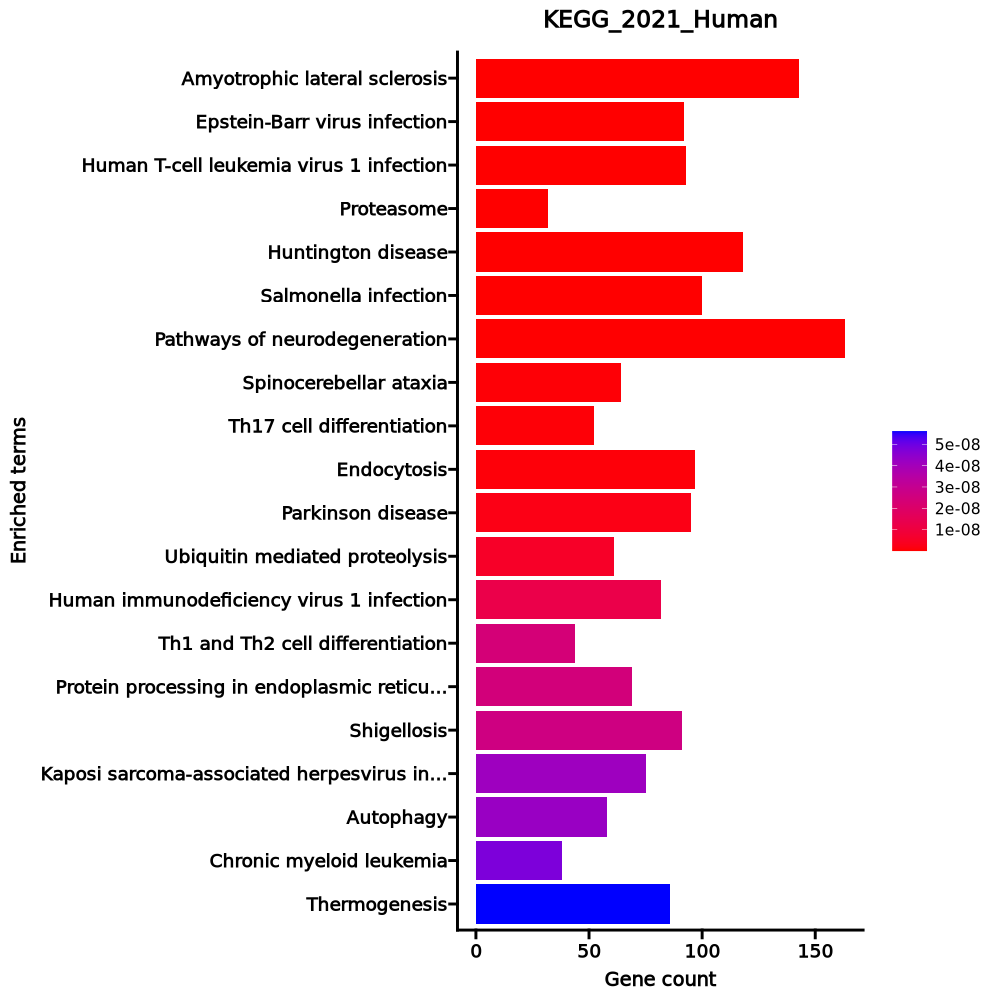 KEGG_2021_Human
Amyotrophic lateral sclerosis
Epstein-Barr virus infection
Human T-cell leukemia virus 1 infection
Proteasome
Huntington disease
Salmonella infection
Pathways of neurodegeneration
Spinocerebellar ataxia
Th17 cell differentiation
Endocytosis
Parkinson disease
Ubiquitin mediated proteolysis
Human immunodeficiency virus 1 infection
Th1 and Th2 cell differentiation
Protein processing in endoplasmic reticu...
Shigellosis
Kaposi sarcoma-associated herpesvirus in...
Autophagy
Chronic myeloid leukemia
Thermogenesis
Enriched terms
0 50 100 150
Gene count
5e-08
4e-08
3e-08
2e-08
1e-08